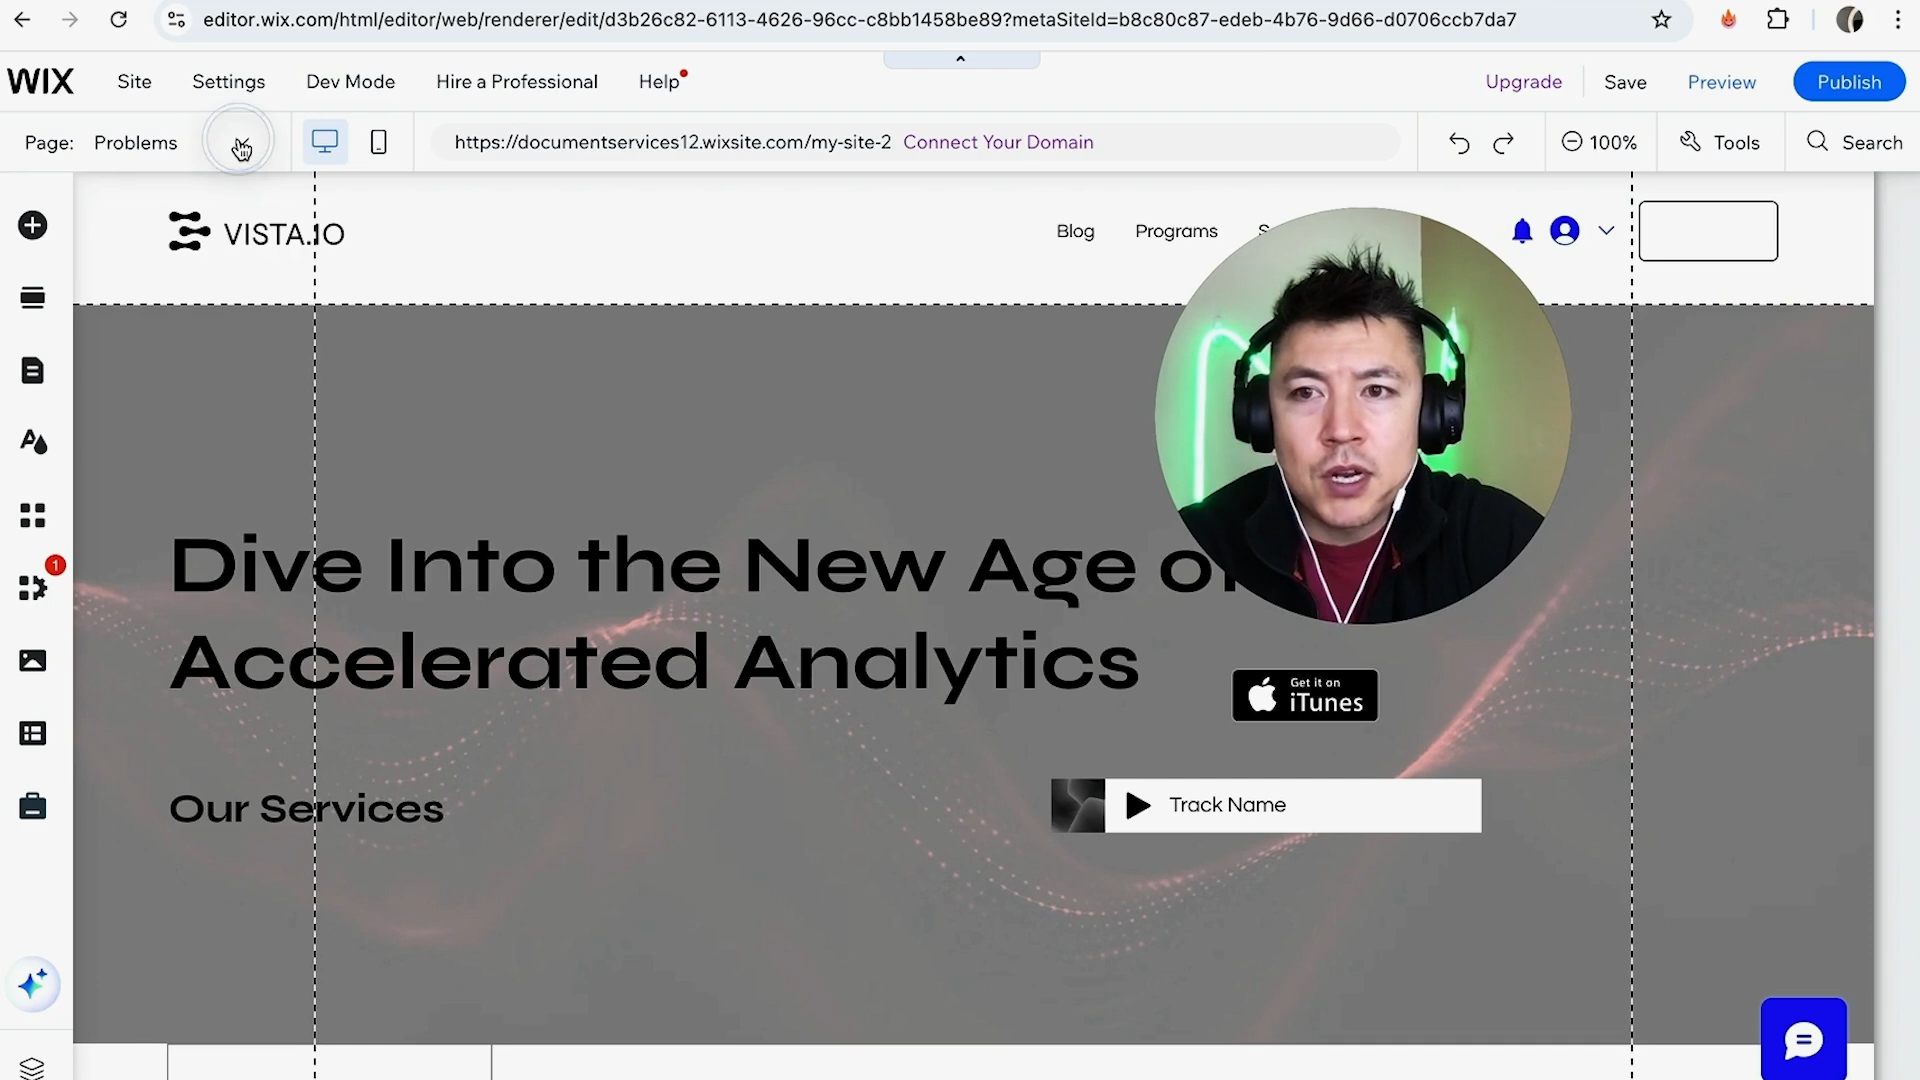 editor.wix.com/html/editor/web/renderer/edit/d3b26c82-6113-4626-96cc-c8bb1458be89?metaSiteId=b8c80c87-edeb-4b76-9d66-d0706ccb7da7
WIX Site Settings Dev Mode Hire a Professional Help Upgrade Save Preview Publish
Page: Problems https://documentservices12.wixsite.com/my-site-2 Connect Your Domain 100% Tools Search
VISTA.IO Blog Programs
1
Dive Into the New Age of
Accelerated Analytics
Get it on
iTunes
Our Services
Track Name